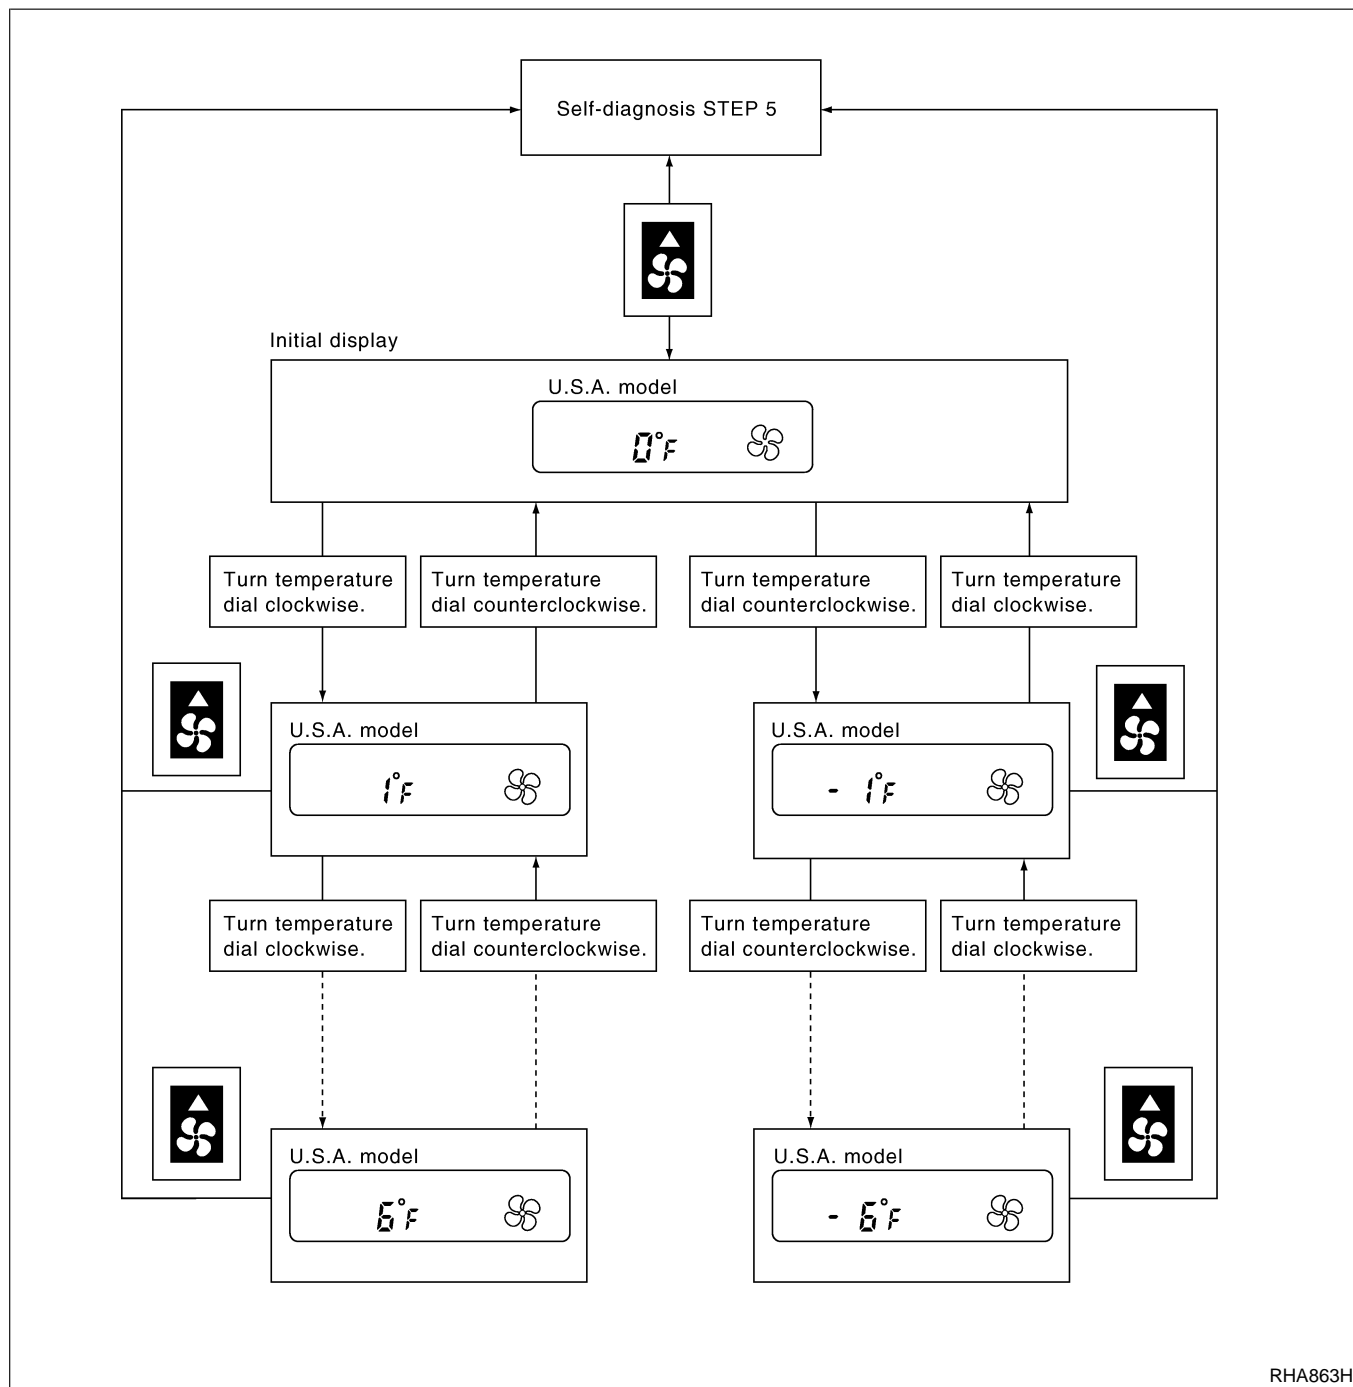 Self-diagnosis STEP 5
Initial display
U.S.A. model
0°F
Turn temperature
dial clockwise.
Turn temperature
dial counterclockwise.
Turn temperature
dial counterclockwise.
Turn temperature
dial clockwise.
U.S.A. model
1°F
U.S.A. model
- 1°F
Turn temperature
dial clockwise.
Turn temperature
dial counterclockwise.
Turn temperature
dial counterclockwise.
Turn temperature
dial clockwise.
U.S.A. model
6°F
U.S.A. model
- 6°F
RHA863H